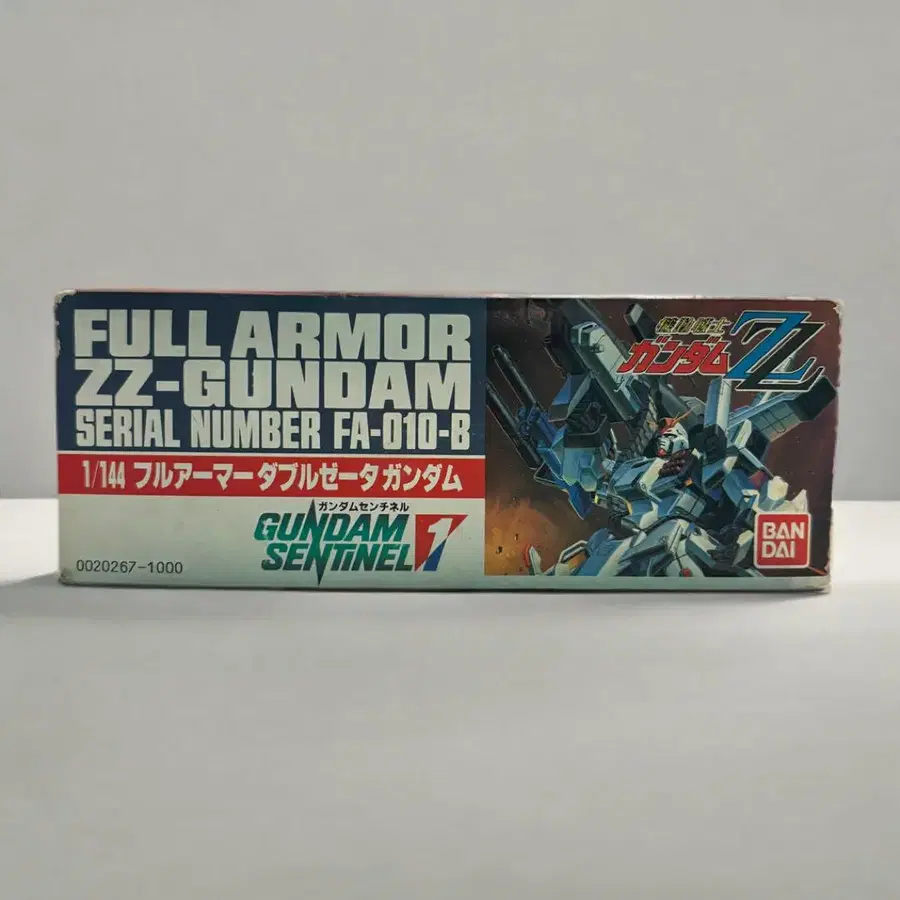 FULL ARMOR
ZZ-GUNDAM
SERIAL NUMBER FA-010-B
1/144 フルアーマーダブルゼータガンダム
ガンダムセンチネル
GUNDAM
SENTINEL 1
0020267-1000
機動戦士
ガンダムZZ
BAN
DAI